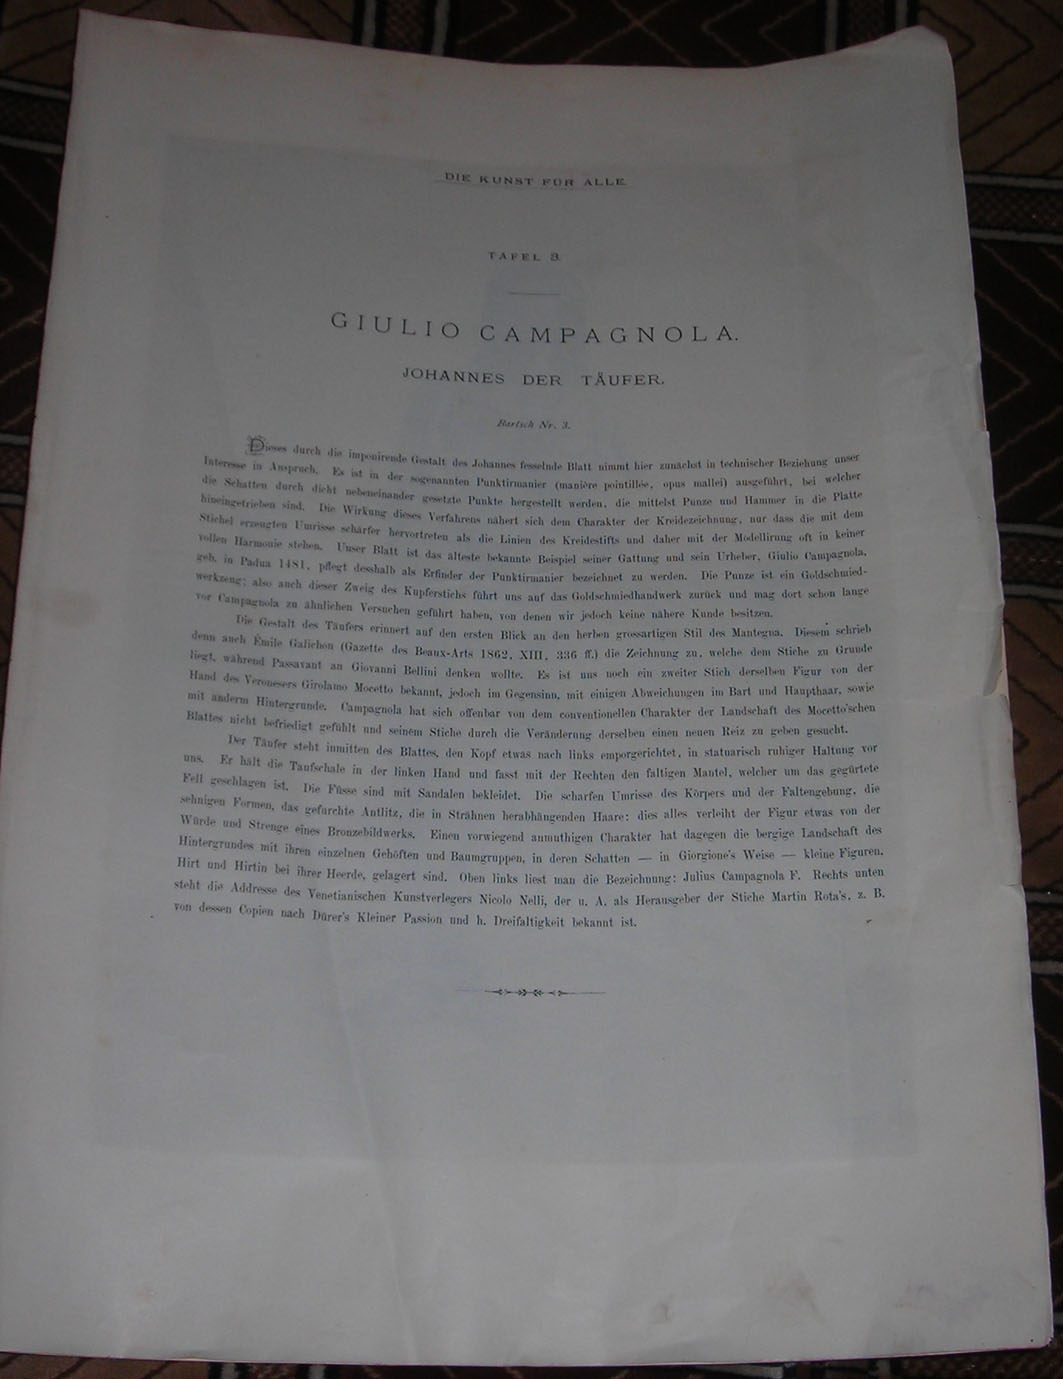 DIE KUNST FÜR ALLE.
TAFEL 3.
GIULIO CAMPAGNOLA.
JOHANNES DER TÄUFER.
Bartsch Nr. 3.
Dieses durch die imponirende Gestalt des Johannes fesselnde Blatt nimmt hier zunächst in technischer Beziehung unser
Interesse in Anspruch. Es ist in der sogenannten Punktirmanier (manière pointillée, opus mallei) ausgeführt, bei welcher
die Schatten durch dicht nebeneinander gesetzte Punkte hergestellt werden, die mittelst Punze und Hammer in die Platte
hineingetrieben sind. Die Wirkung dieses Verfahrens nähert sich dem Charakter der Kreidezeichnung, nur dass die mit dem
Stichel erzeugten Umrisse schärfer hervortreten als die Linien des Kreidestifts und daher mit der Modellirung oft in keiner
vollen Harmonie stehen. Unser Blatt ist das älteste bekannte Beispiel seiner Gattung und sein Urheber, Giulio Campagnola,
geb. in Padua 1481, pflegt desshalb als Erfinder der Punktirmanier bezeichnet zu werden. Die Punze ist ein Goldschmied-
werkzeug; also auch dieser Zweig des Kupferstichs führt uns auf das Goldschmiedhandwerk zurück und mag dort schon lange
vor Campagnola zu ähnlichen Versuchen geführt haben, von denen wir jedoch keine nähere Kunde besitzen.
Die Gestalt des Täufers erinnert auf den ersten Blick an den herben grossartigen Stil des Mantegna. Diesem schrieb
denn auch Émile Galichon (Gazette des Beaux-Arts 1862, XIII, 336 ff.) die Zeichnung zu, welche dem Stiche zu Grunde
liegt, während Passavant an Giovanni Bellini denken wollte. Es ist uns noch ein zweiter Stich derselben Figur von der
Hand des Veronesers Girolamo Mocetto bekannt, jedoch im Gegensinn, mit einigen Abweichungen im Bart und Haupthaar, sowie
mit anderm Hintergrunde. Campagnola hat sich offenbar von dem conventionellen Charakter der Landschaft des Mocetto'schen
Blattes nicht befriedigt gefühlt und seinem Stiche durch die Veränderung derselben einen neuen Reiz zu geben gesucht.
Der Täufer steht inmitten des Blattes, den Kopf etwas nach links emporgerichtet, in statuarisch ruhiger Haltung vor
uns. Er hält die Taufschale in der linken Hand und fasst mit der Rechten den faltigen Mantel, welcher um das gegürtete
Fell geschlagen ist. Die Füsse sind mit Sandalen bekleidet. Die scharfen Umrisse des Körpers und der Faltengebung, die
sehnigen Formen, das gefurchte Antlitz, die in Strähnen herabhängenden Haare: dies alles verleiht der Figur etwas von der
Würde und Strenge eines Bronzebildwerks. Einen vorwiegend anmuthigen Charakter hat dagegen die bergige Landschaft des
Hintergrundes mit ihren einzelnen Gehöften und Baumgruppen, in deren Schatten — in Giorgione's Weise — kleine Figuren,
Hirt und Hirtin bei ihrer Heerde, gelagert sind. Oben links liest man die Bezeichnung: Julius Campagnola F. Rechts unten
steht die Addresse des Venetianischen Kunstverlegers Nicolo Nelli, der u. A. als Herausgeber der Stiche Martin Rota's, z. B.
von dessen Copien nach Dürer's Kleiner Passion und h. Dreifaltigkeit bekannt ist.